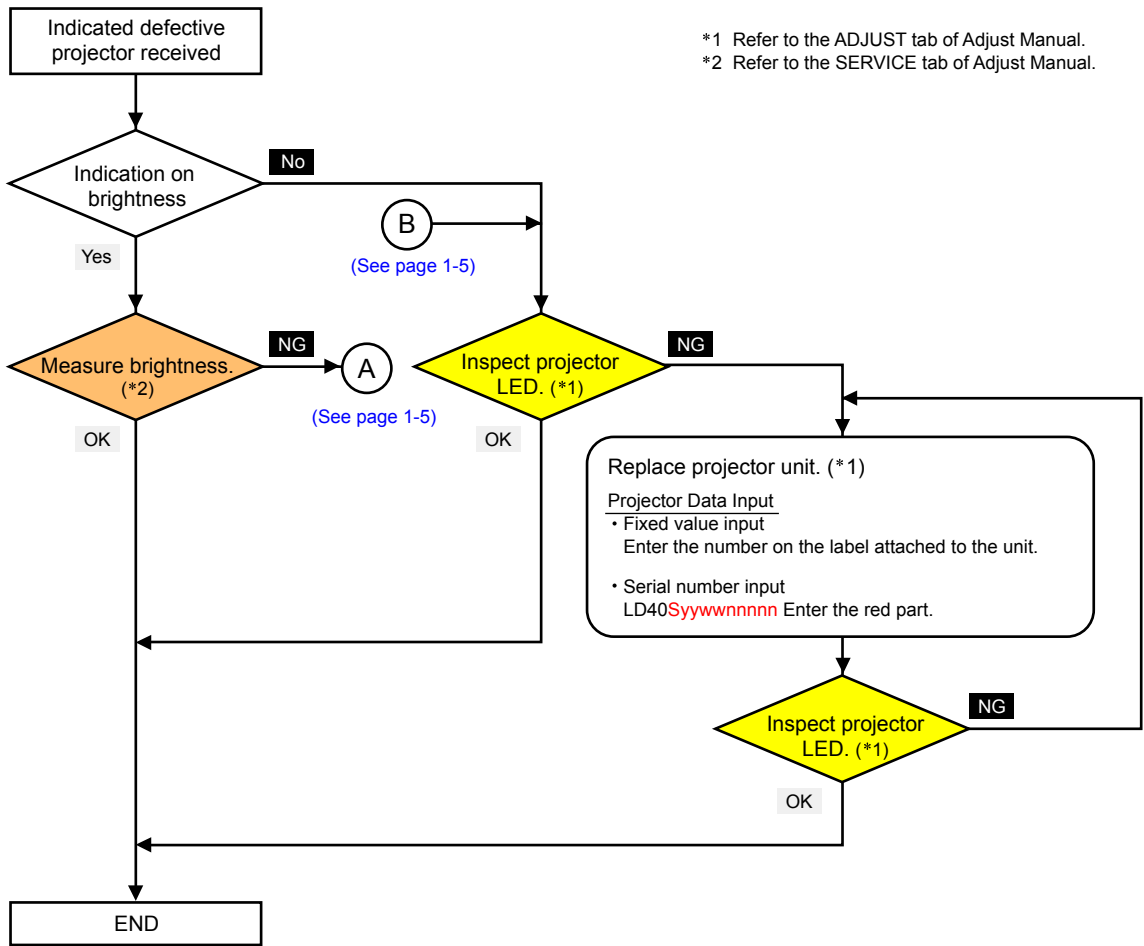 Indicated defective
projector received
*1 Refer to the ADJUST tab of Adjust Manual.
*2 Refer to the SERVICE tab of Adjust Manual.
Indication on
brightness
No
B
(See page 1-5)
Yes
Measure brightness.
(*2)
NG
A
(See page 1-5)
OK
Inspect projector
LED. (*1)
NG
OK
Replace projector unit. (*1)
Projector Data Input
・Fixed value input
Enter the number on the label attached to the unit.
・Serial number input
LD40Syywwnnnnn Enter the red part.
Inspect projector
LED. (*1)
NG
OK
END